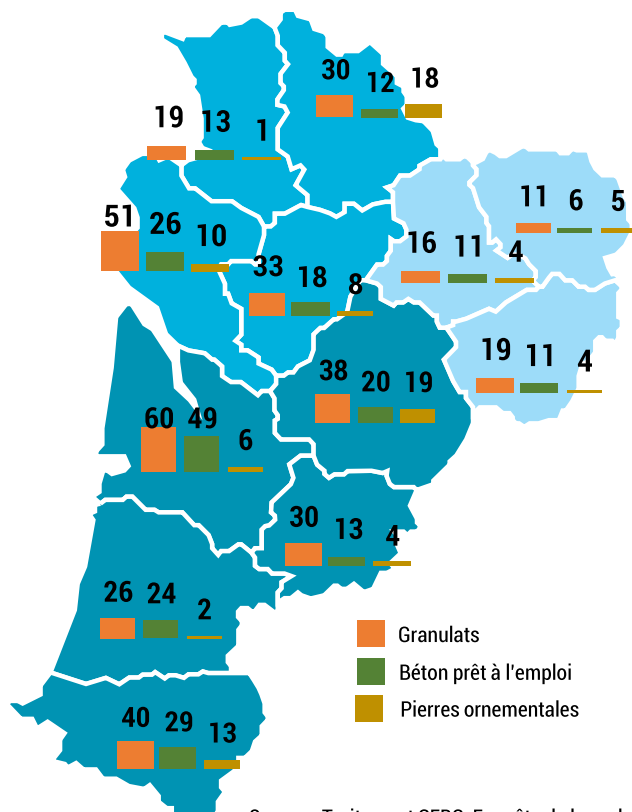 30 12 18
19 13 1
51 26 10
11 6 5
16 11 4
33 18 8
19 11 4
38 20 19
60 49 6
30 13 4
26 24 2
40 29 13
Granulats
Béton prêt à l'emploi
Pierres ornementales